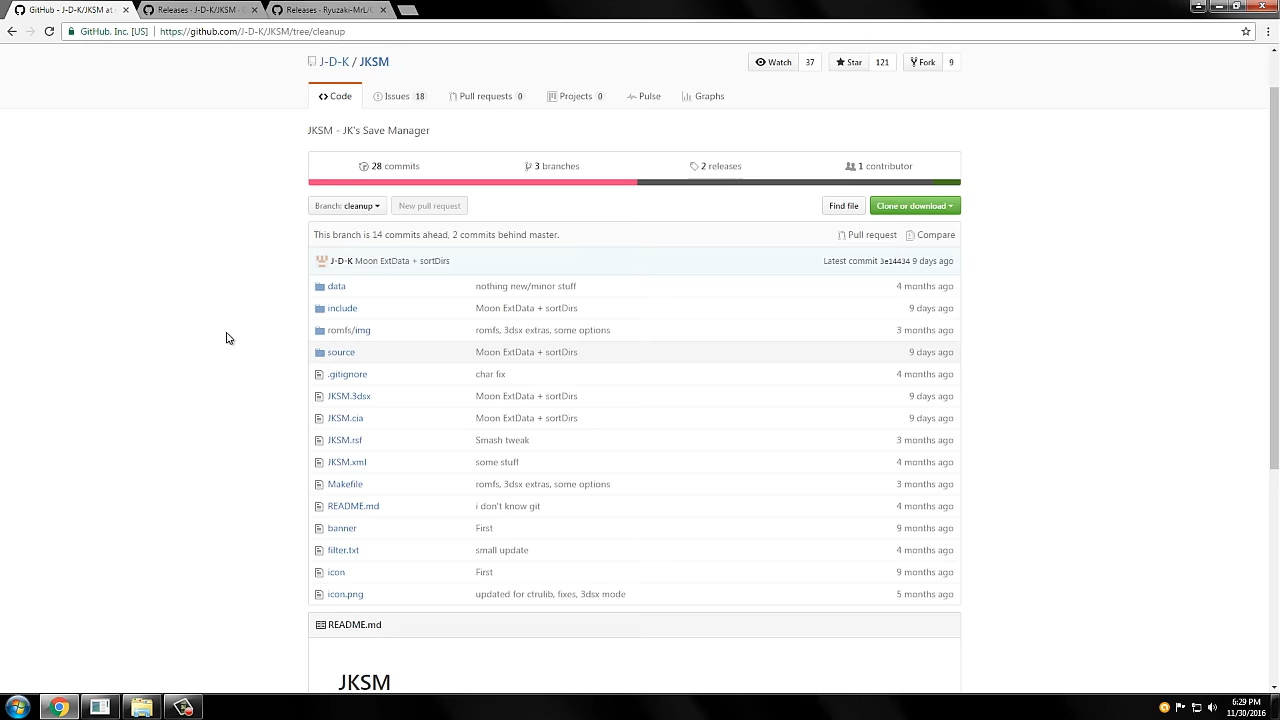 GitHub - J-D-K/JKSM at
Releases - J-D-K/JKSM
Releases - Ryuzaki-MrL/
GitHub, Inc. [US] https://github.com/J-D-K/JKSM/tree/cleanup
J-D-K / JKSM
Watch 37 Star 121 Fork 9
Code Issues 18 Pull requests 0 Projects 0 Pulse Graphs
JKSM - JK's Save Manager
28 commits 3 branches 2 releases 1 contributor
Branch: cleanup New pull request Find file Clone or download
This branch is 14 commits ahead, 2 commits behind master. Pull request Compare
J-D-K Moon ExtData + sortDirs Latest commit 3e14434 9 days ago
data nothing new/minor stuff 4 months ago
include Moon ExtData + sortDirs 9 days ago
romfs/img romfs, 3dsx extras, some options 3 months ago
source Moon ExtData + sortDirs 9 days ago
.gitignore char fix 4 months ago
JKSM.3dsx Moon ExtData + sortDirs 9 days ago
JKSM.cia Moon ExtData + sortDirs 9 days ago
JKSM.rsf Smash tweak 3 months ago
JKSM.xml some stuff 4 months ago
Makefile romfs, 3dsx extras, some options 3 months ago
README.md i don't know git 4 months ago
banner First 9 months ago
filter.txt small update 4 months ago
icon First 9 months ago
icon.png updated for ctrulib, fixes, 3dsx mode 5 months ago
README.md
JKSM
6:29 PM
11/30/2016